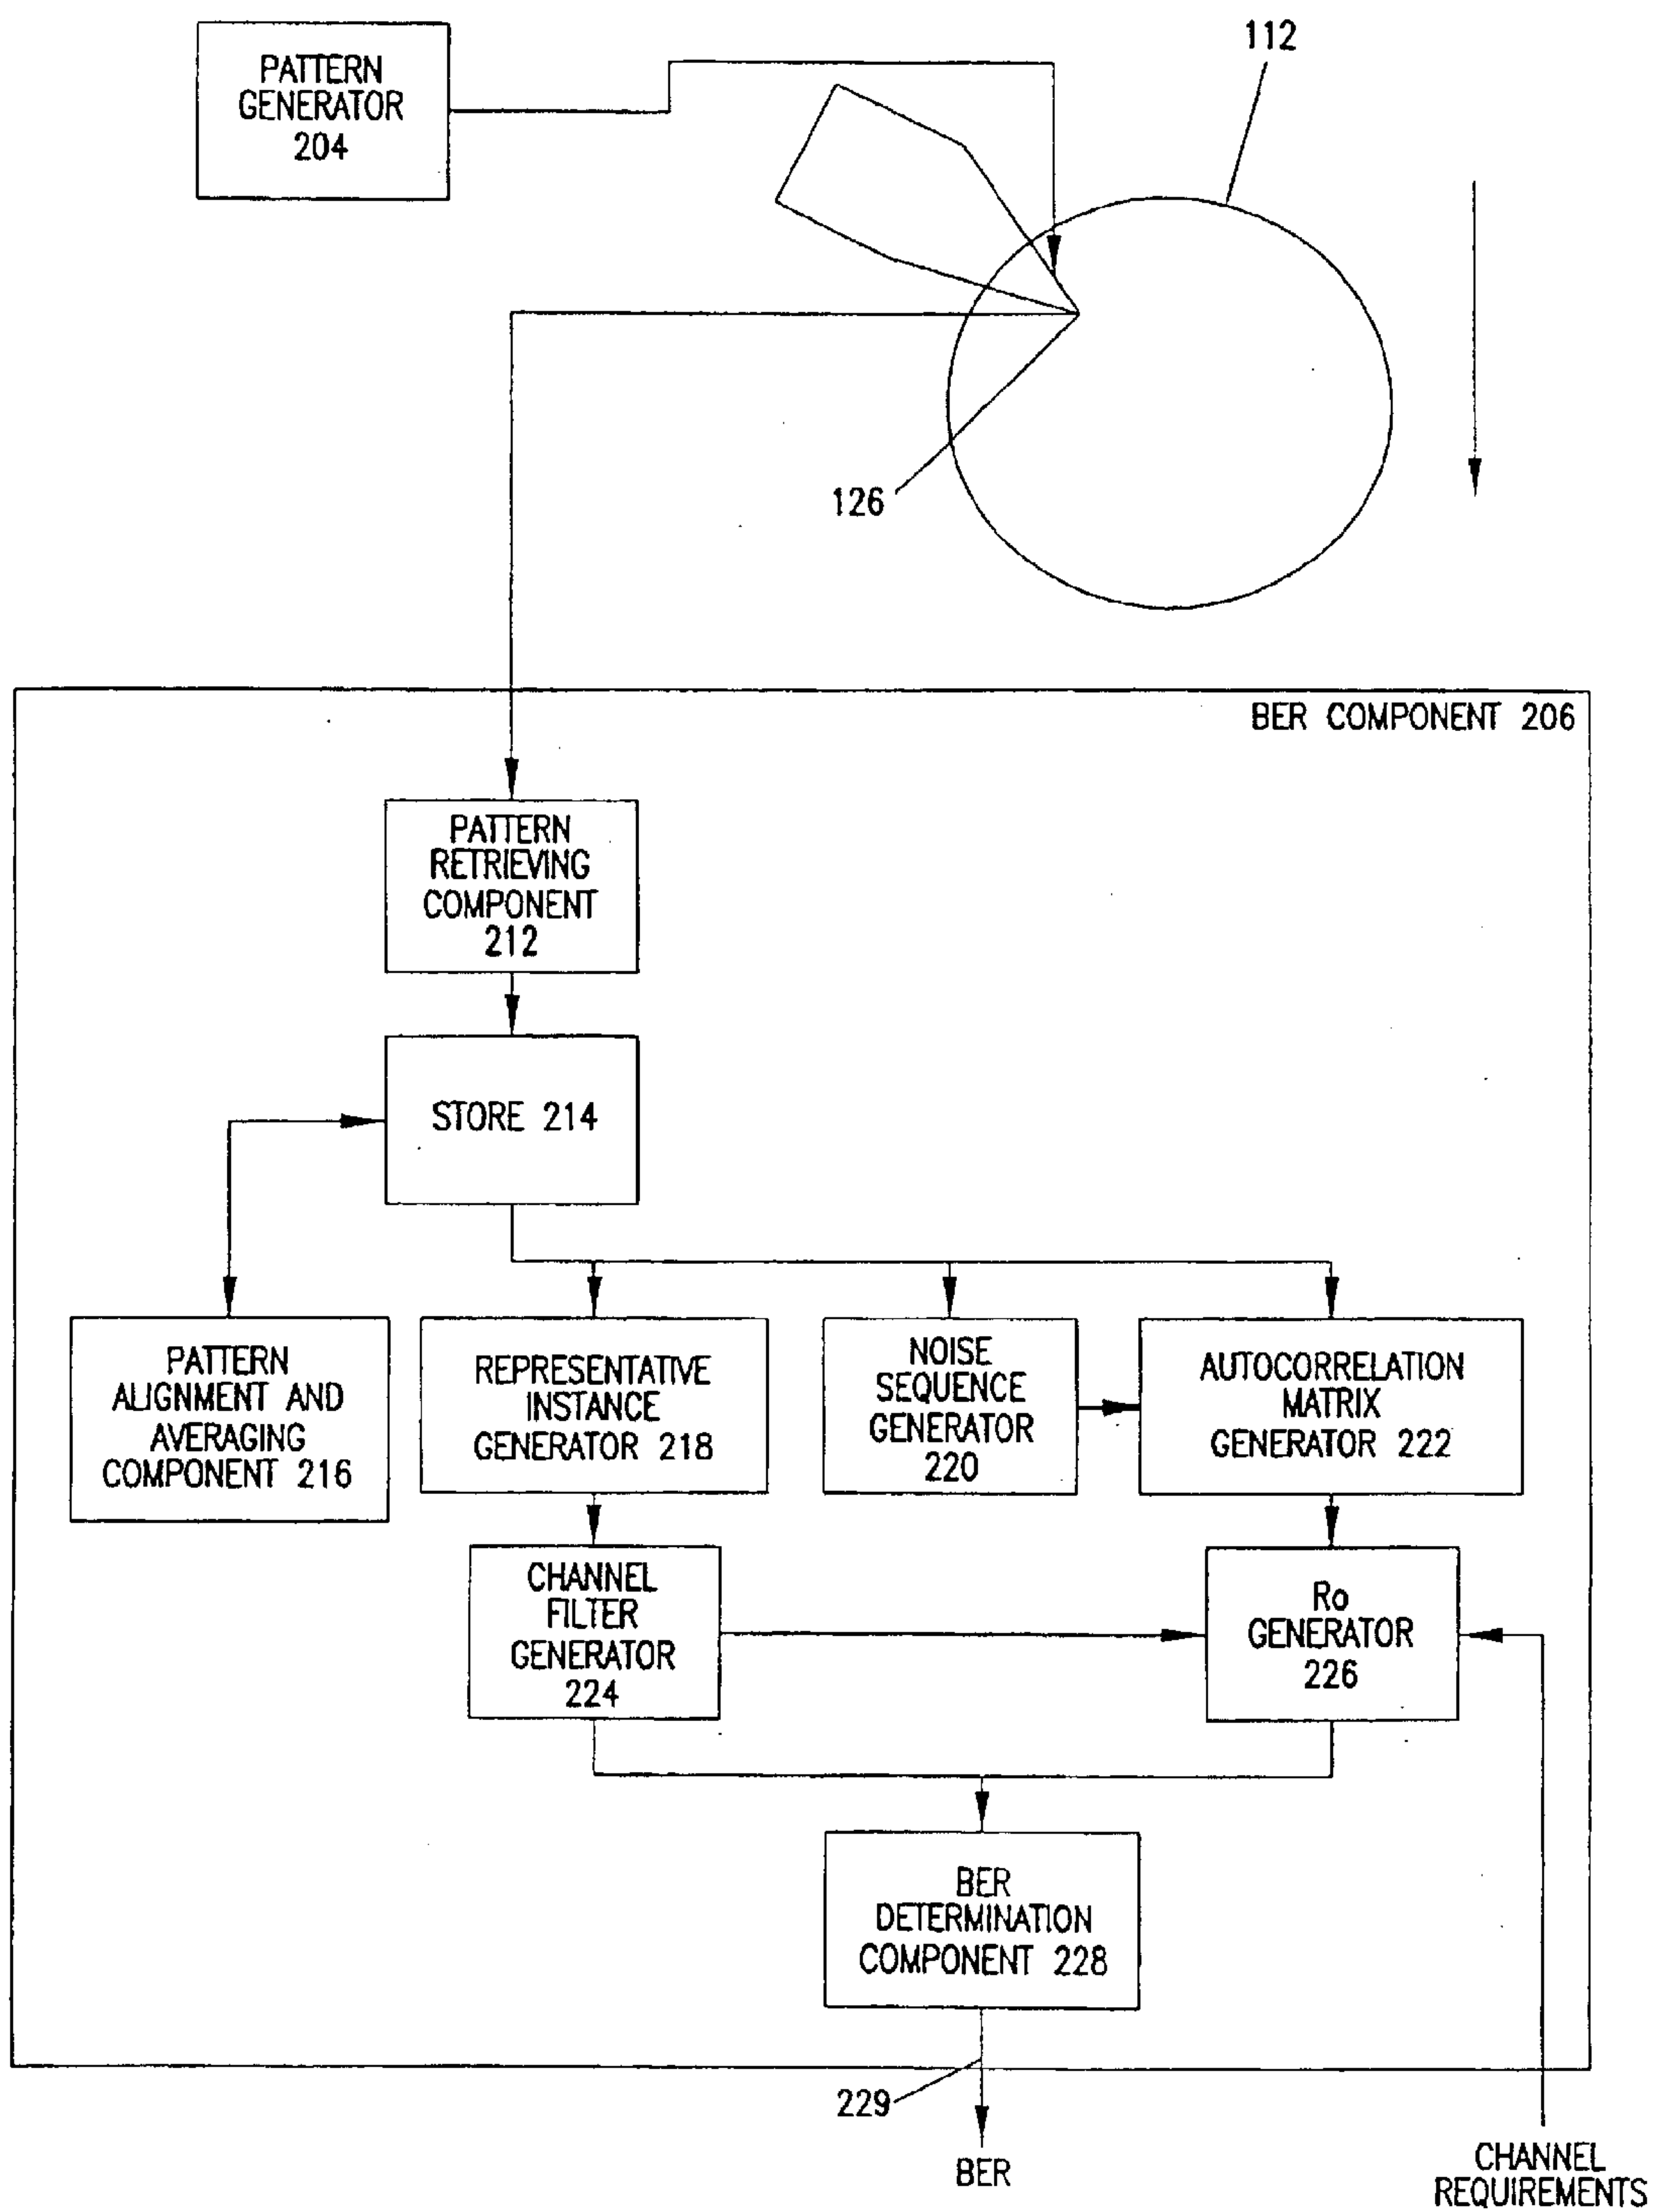 PATTERN
GENERATOR
204
112
126
BER COMPONENT 206
PATTERN
RETRIEVING
COMPONENT
212
STORE 214
PATTERN
ALIGNMENT AND
AVERAGING
COMPONENT 216
REPRESENTATIVE
INSTANCE
GENERATOR 218
NOISE
SEQUENCE
GENERATOR
220
AUTOCORRELATION
MATRIX
GENERATOR 222
CHANNEL
FILTER
GENERATOR
224
Ro
GENERATOR
226
BER
DETERMINATION
COMPONENT 228
229
BER
CHANNEL
REQUIREMENTS